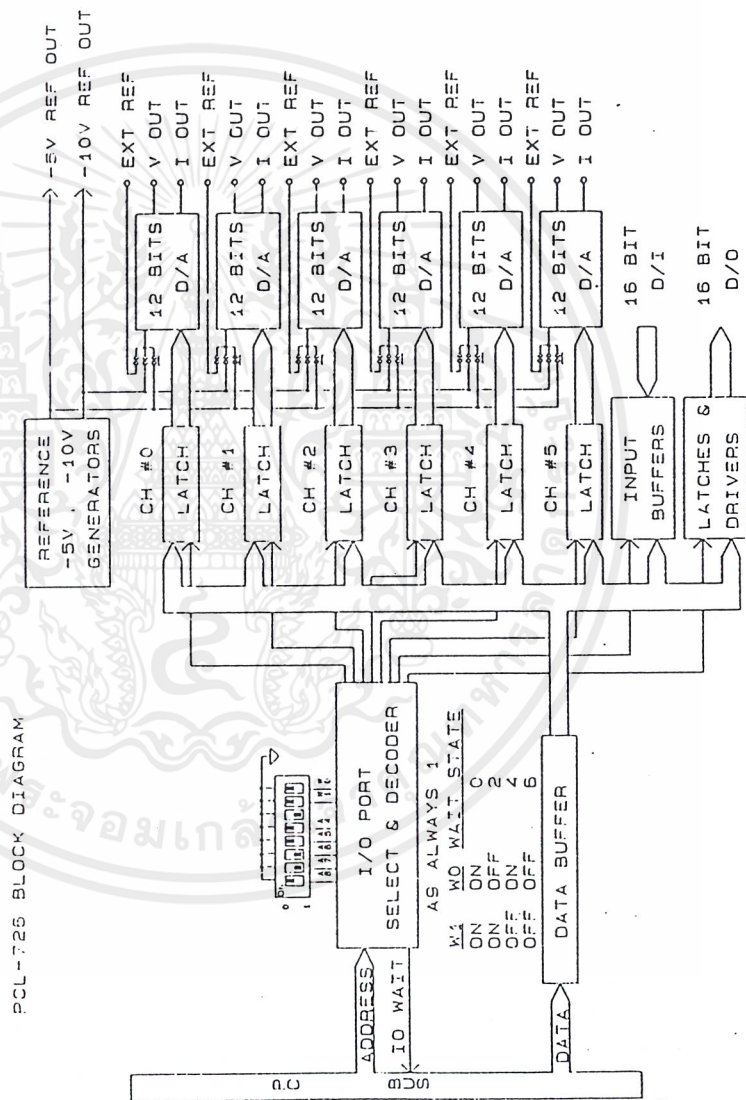 PCL-726 BLOCK DIAGRAM
PC BUS
ADDRESS
IO WAIT
DATA
I/O PORT
SELECT & DECODER
AS ALWAYS 1
W1 W0 WAIT STATE
ON ON 0
ON OFF 2
OFF ON 4
OFF OFF 6
DATA BUFFER
REFERENCE
-5V , -10V
GENERATORS
-5V REF OUT
-10V REF OUT
CH #0
LATCH
12 BITS
D/A
EXT REF
V OUT
I OUT
CH #1
LATCH
12 BITS
D/A
EXT REF
V OUT
I OUT
CH #2
LATCH
12 BITS
D/A
EXT REF
V OUT
I OUT
CH #3
LATCH
12 BITS
D/A
EXT REF
V OUT
I OUT
CH #4
LATCH
12 BITS
D/A
EXT REF
V OUT
I OUT
CH #5
LATCH
12 BITS
D/A
EXT REF
V OUT
I OUT
INPUT
BUFFERS
16 BIT
D/I
LATCHES &
DRIVERS
16 BIT
D/O